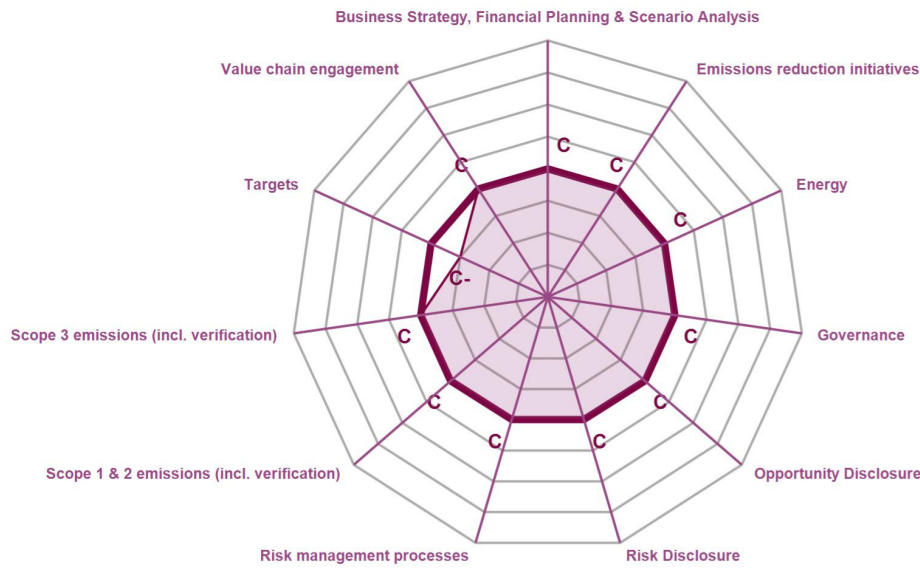 Business Strategy, Financial Planning & Scenario Analysis
Value chain engagement
Emissions reduction initiatives
C
C
C
Targets
Energy
C
C-
Scope 3 emissions (incl. verification)
C
C
Governance
C
C
C
C
Scope 1 & 2 emissions (incl. verification)
Opportunity Disclosure
Risk management processes
Risk Disclosure